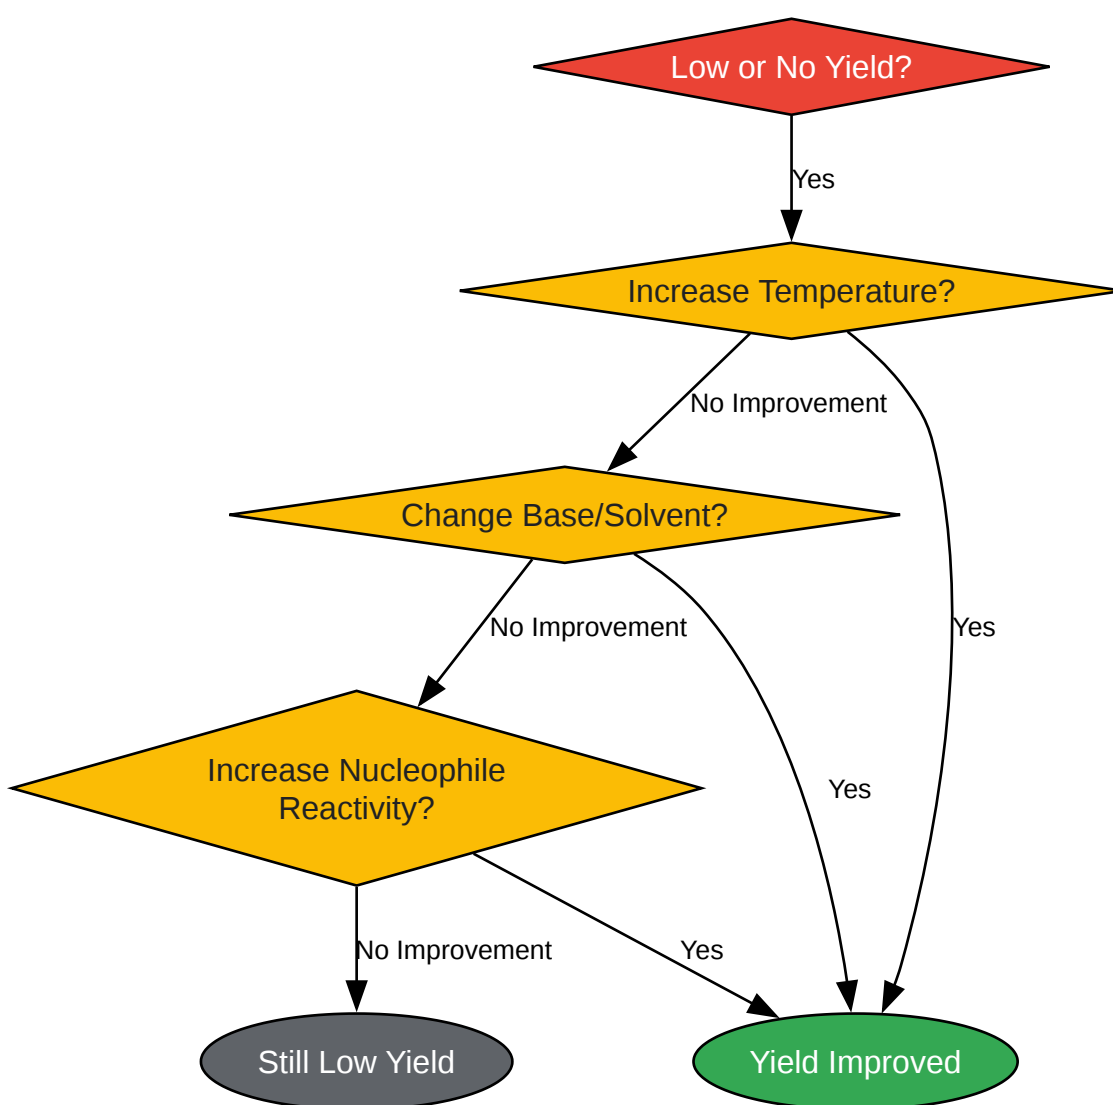 Low or No Yield?
Yes
Increase Temperature?
No Improvement
Change Base/Solvent?
No Improvement
Yes
Increase Nucleophile
Reactivity?
Yes
No Improvement
Yes
Still Low Yield
Yield Improved